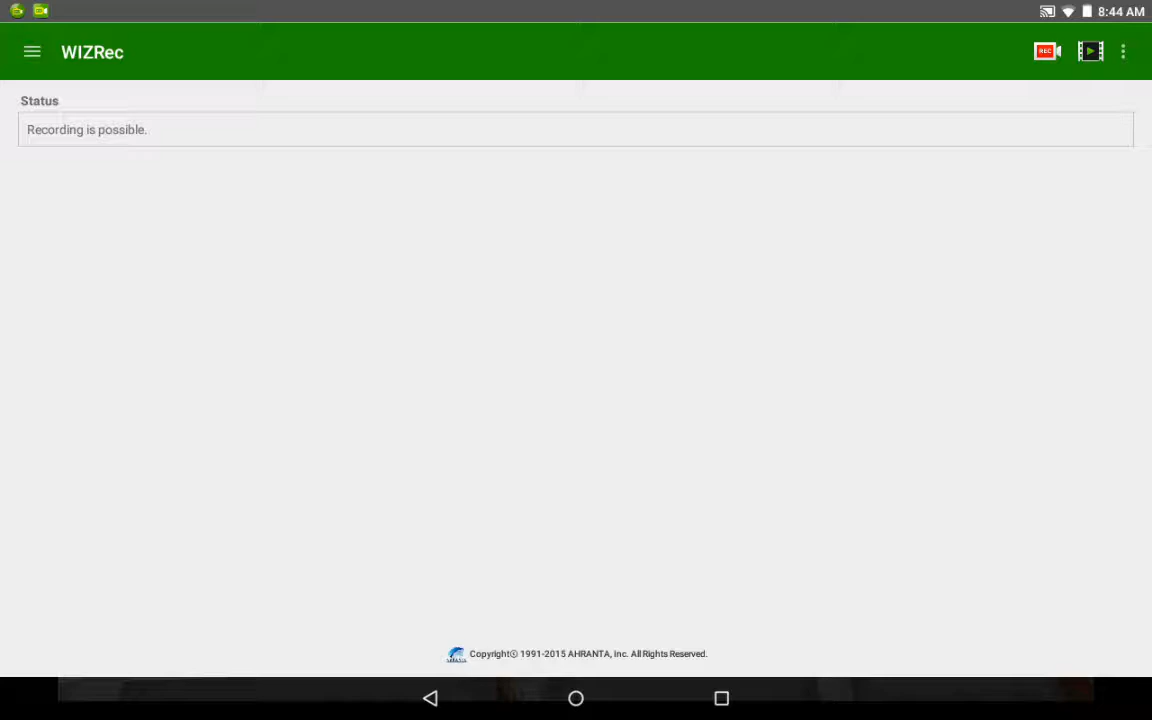 8:44 AM
WIZRec
REC
Status
Recording is possible.
Copyright© 1991-2015 AHRANTA, Inc. All Rights Reserved.